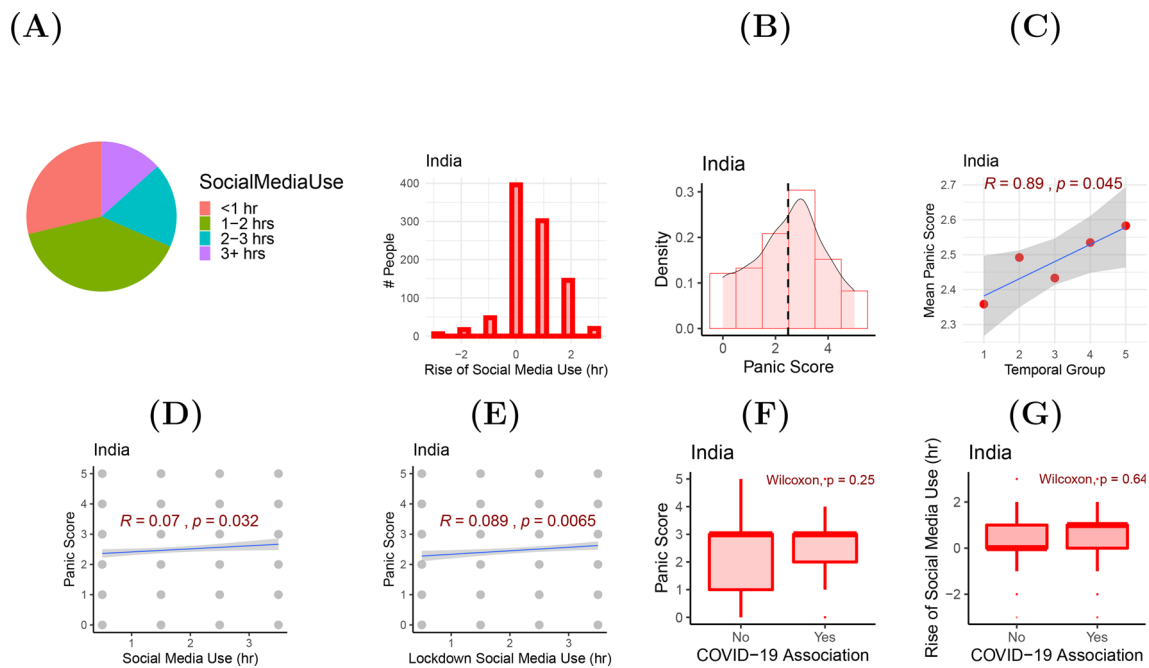 (A)
(B)
(C)
SocialMediaUse
<1 hr
1−2 hrs
2−3 hrs
3+ hrs
India
# People
400
300
200
100
0
−2
0
2
Rise of Social Media Use (hr)
India
Density
0.3
0.2
0.1
0.0
0
2
4
Panic Score
India
R = 0.89 , p = 0.045
Mean Panic Score
2.7
2.6
2.5
2.4
2.3
1
2
3
4
5
Temporal Group
(D)
(E)
(F)
(G)
India
R = 0.07 , p = 0.032
Panic Score
5
4
3
2
1
0
1
2
3
Social Media Use (hr)
India
R = 0.089 , p = 0.0065
Panic Score
5
4
3
2
1
0
1
2
3
Lockdown Social Media Use (hr)
India
Wilcoxon, p = 0.25
Panic Score
5
4
3
2
1
0
No
Yes
COVID−19 Association
India
Wilcoxon, p = 0.64
Rise of Social Media Use (hr)
2
0
−2
No
Yes
COVID−19 Association